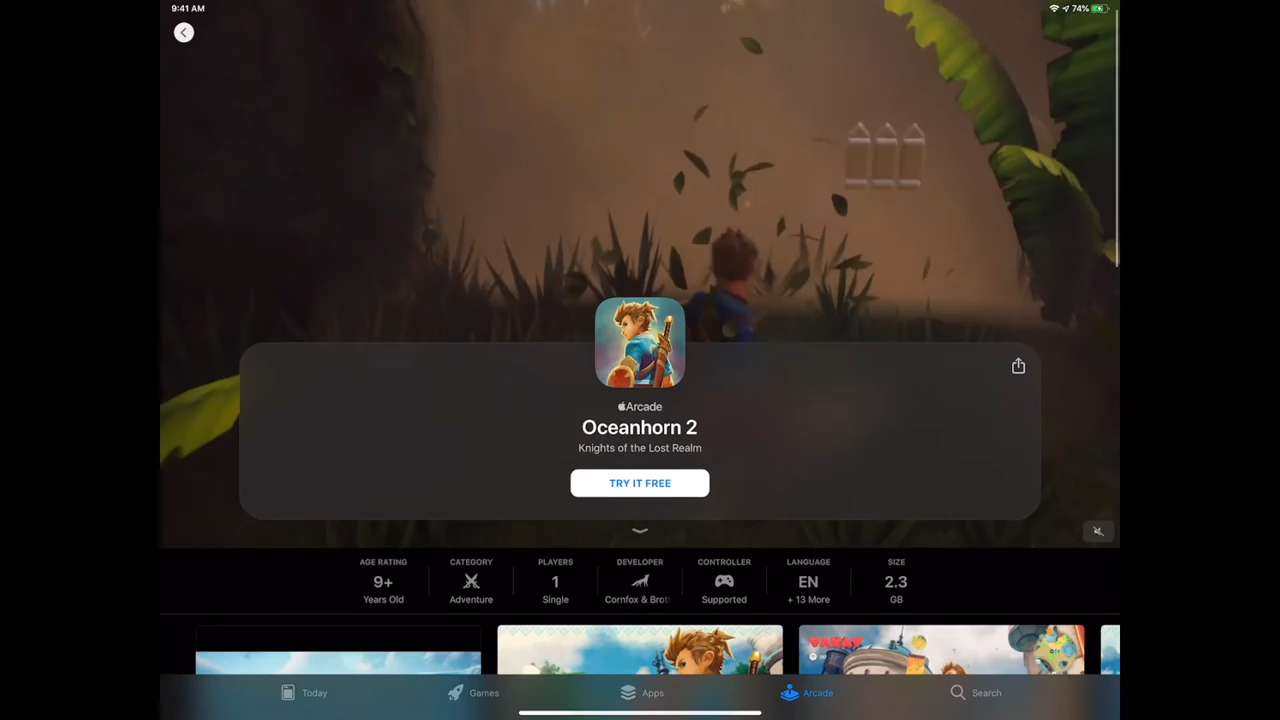 9:41 AM
74%
Arcade
Oceanhorn 2
Knights of the Lost Realm
TRY IT FREE
AGE RATING
9+
Years Old
CATEGORY
Adventure
PLAYERS
1
Single
DEVELOPER
Cornfox & Bro
CONTROLLER
Supported
LANGUAGE
EN
+ 13 More
SIZE
2.3
GB
Today
Games
Apps
Arcade
Search